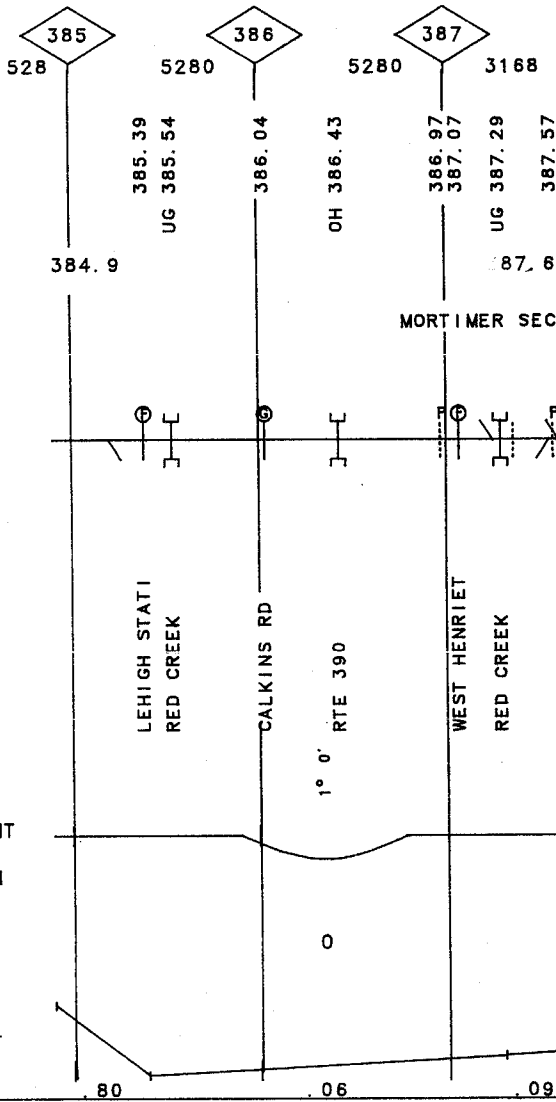 385 386 387
528 5280 5280 3168
385.39
UG 385.54
386.04
OH 386.43
386.97
387.07
UG 387.29
387.57
384.9
87.6
MORTIMER SEC
F G P F P
LEHIGH STATI
RED CREEK
CALKINS RD
RTE 390
WEST HENRIET
RED CREEK
1° 0'
0
.80 .06 .09